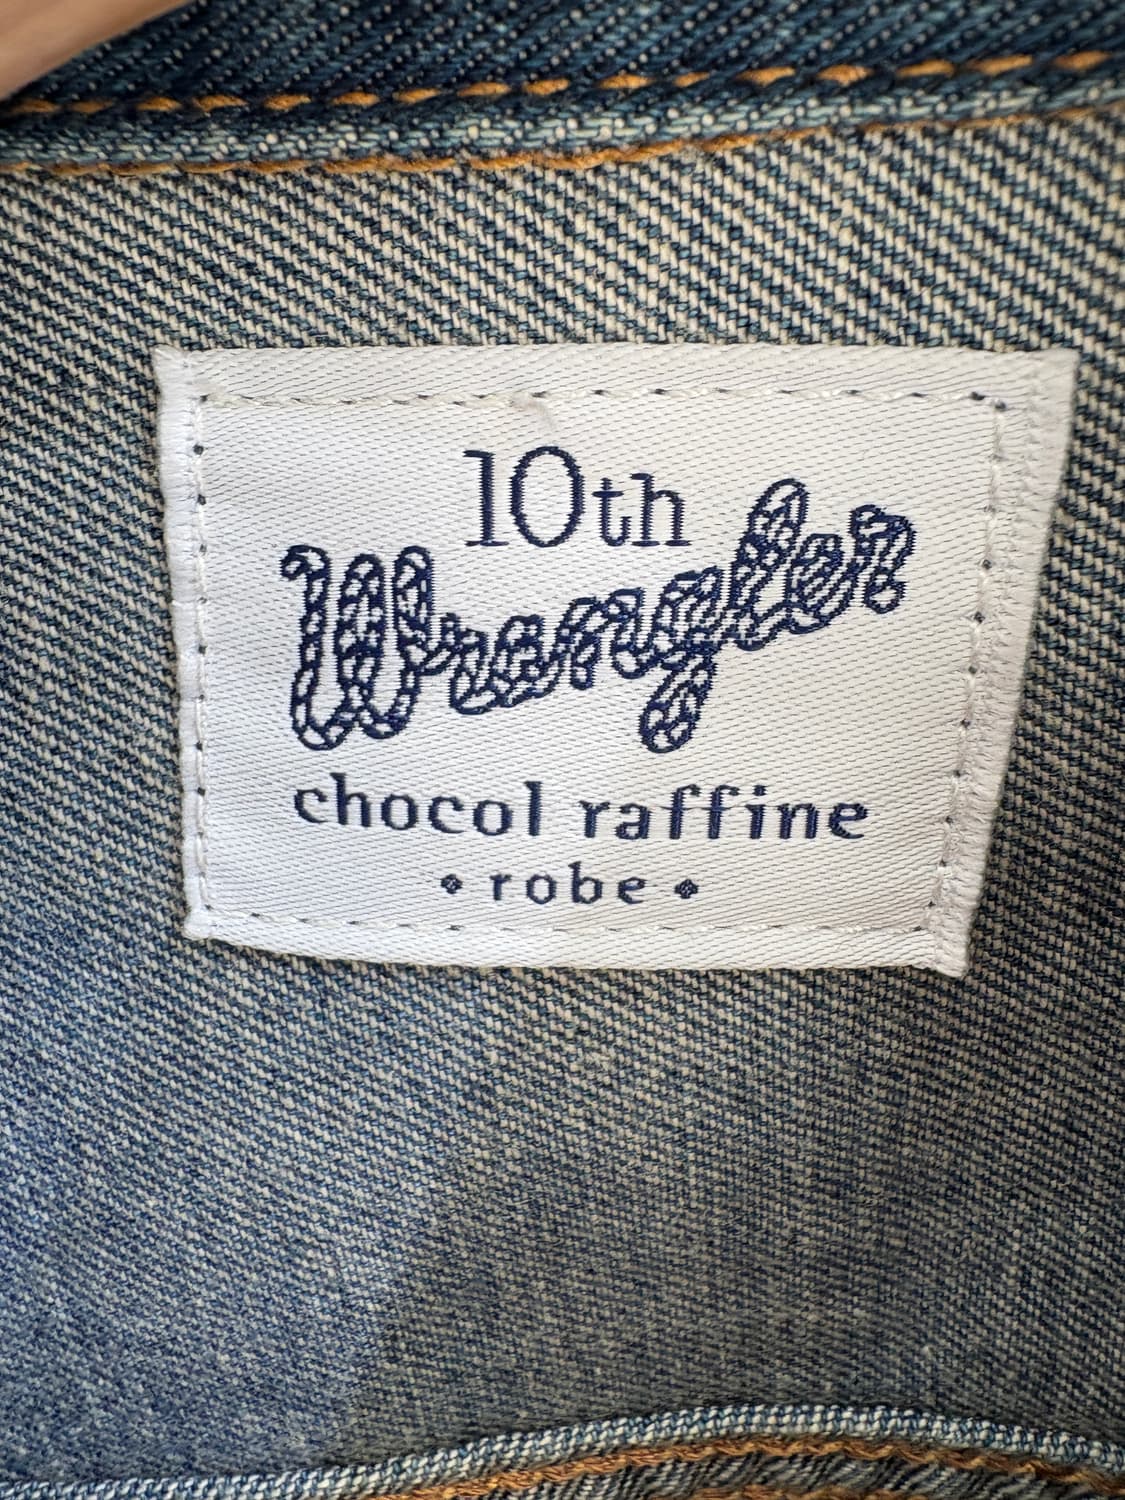 10th
Wrangler
chocol raffine
• robe •